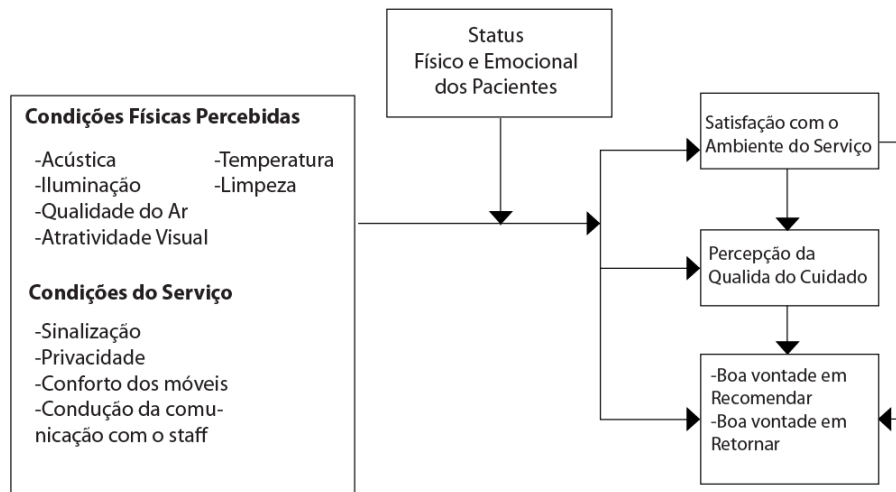 Status
Físico e Emocional
dos Pacientes
Condições Físicas Percebidas
-Acústica
-Temperatura
-Iluminação
-Limpeza
-Qualidade do Ar
-Atratividade Visual
Condições do Serviço
-Sinalização
-Privacidade
-Conforto dos móveis
-Condução da comu-
nicação com o staff
Satisfação com o
Ambiente do Serviço
Percepção da
Qualida do Cuidado
-Boa vontade em
Recomendar
-Boa vontade em
Retornar